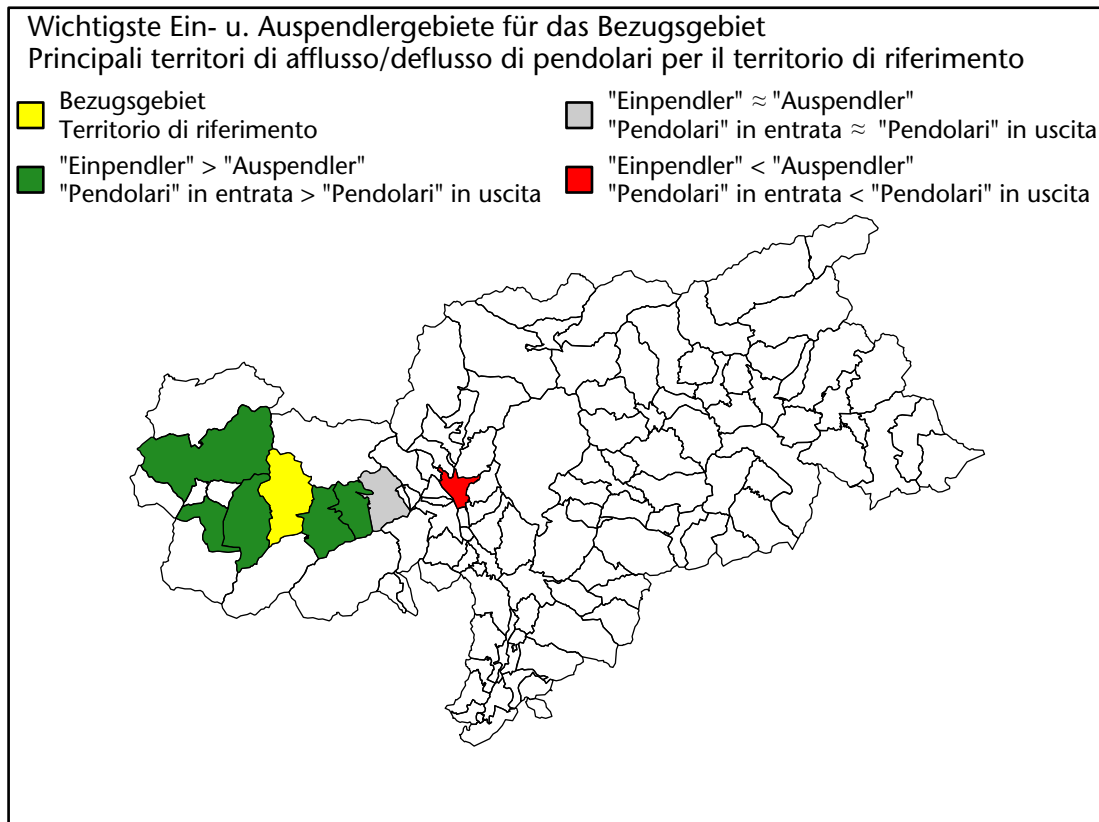 Wichtigste Ein- u. Auspendlergebiete für das Bezugsgebiet
Principali territori di afflusso/deflusso di pendolari per il territorio di riferimento
Bezugsgebiet
Territorio di riferimento
"Einpendler" > "Auspendler"
"Pendolari" in entrata > "Pendolari" in uscita
"Einpendler" ≈ "Auspendler"
"Pendolari" in entrata ≈ "Pendolari" in uscita
"Einpendler" < "Auspendler"
"Pendolari" in entrata < "Pendolari" in uscita